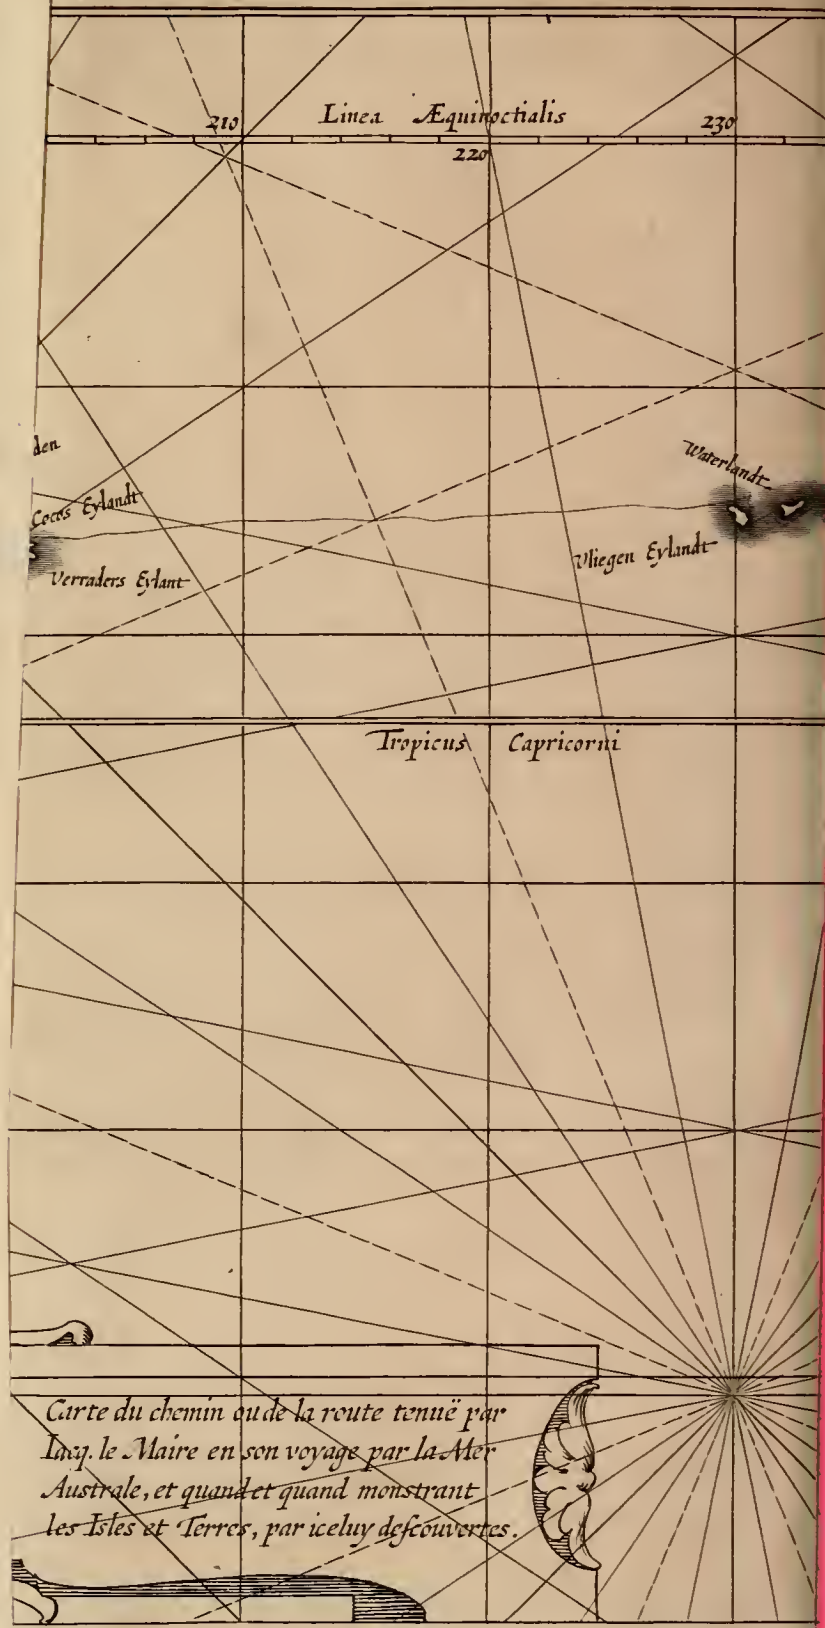 210 Linea Æquinoctialis 230
220
Waterlandt
den
Cocos Eylandt
Vliegen Eylandt
Verraders Eylant
Tropicus Capricorni
Carte du chemin ou de la route tenuë par
Iacq. le Maire en son voyage par la Mer
Australe, et quand et quand monstrant
les Isles et Terres, par iceluy deſcouvertes.